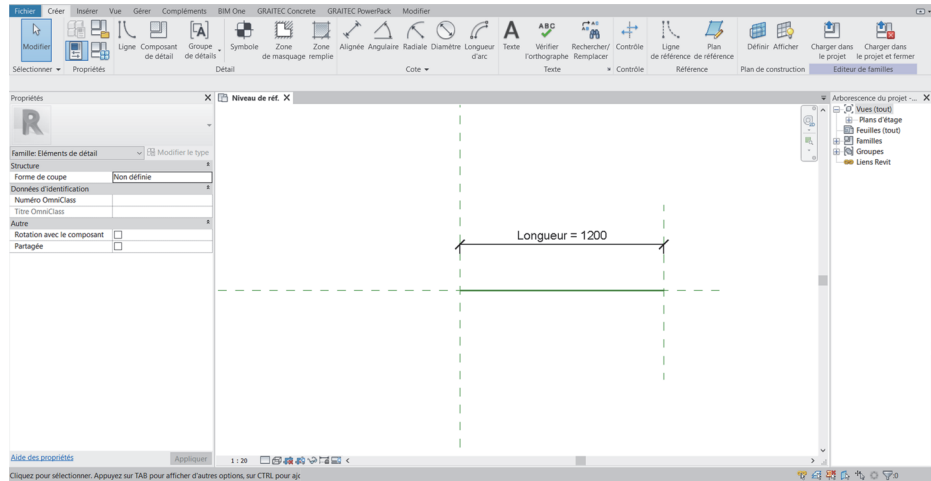 Fichier Créer Insérer Vue Gérer Compléments BIM One GRAITEC Concrete GRAITEC PowerPack Modifier
Modifier
Ligne Composant de détail Groupe de détails
Symbole Zone de masquage Zone remplie
Alignée Angulaire Radiale Diamètre Longueur d'arc
Texte Vérifier l'orthographe Rechercher/ Remplacer
Contrôle
Ligne de référence Plan de référence
Définir Afficher
Charger dans le projet Charger dans le projet et fermer
Sélectionner Propriétés Détail Cote Texte Contrôle Référence Plan de construction Editeur de familles
Propriétés
R
Famille: Eléments de détail
Modifier le type
Structure
Forme de coupe Non définie
Données d'identification
Numéro OmniClass
Titre OmniClass
Autre
Rotation avec le composant
Partagée
Aide des propriétés Appliquer
Niveau de réf.
Longueur = 1200
1 : 20
Arborescence du projet -...
Vues (tout)
Plans d'étage
Feuilles (tout)
Familles
Groupes
Liens Revit
Cliquez pour sélectionner. Appuyez sur TAB pour afficher d'autres options, sur CTRL pour ajo
:0